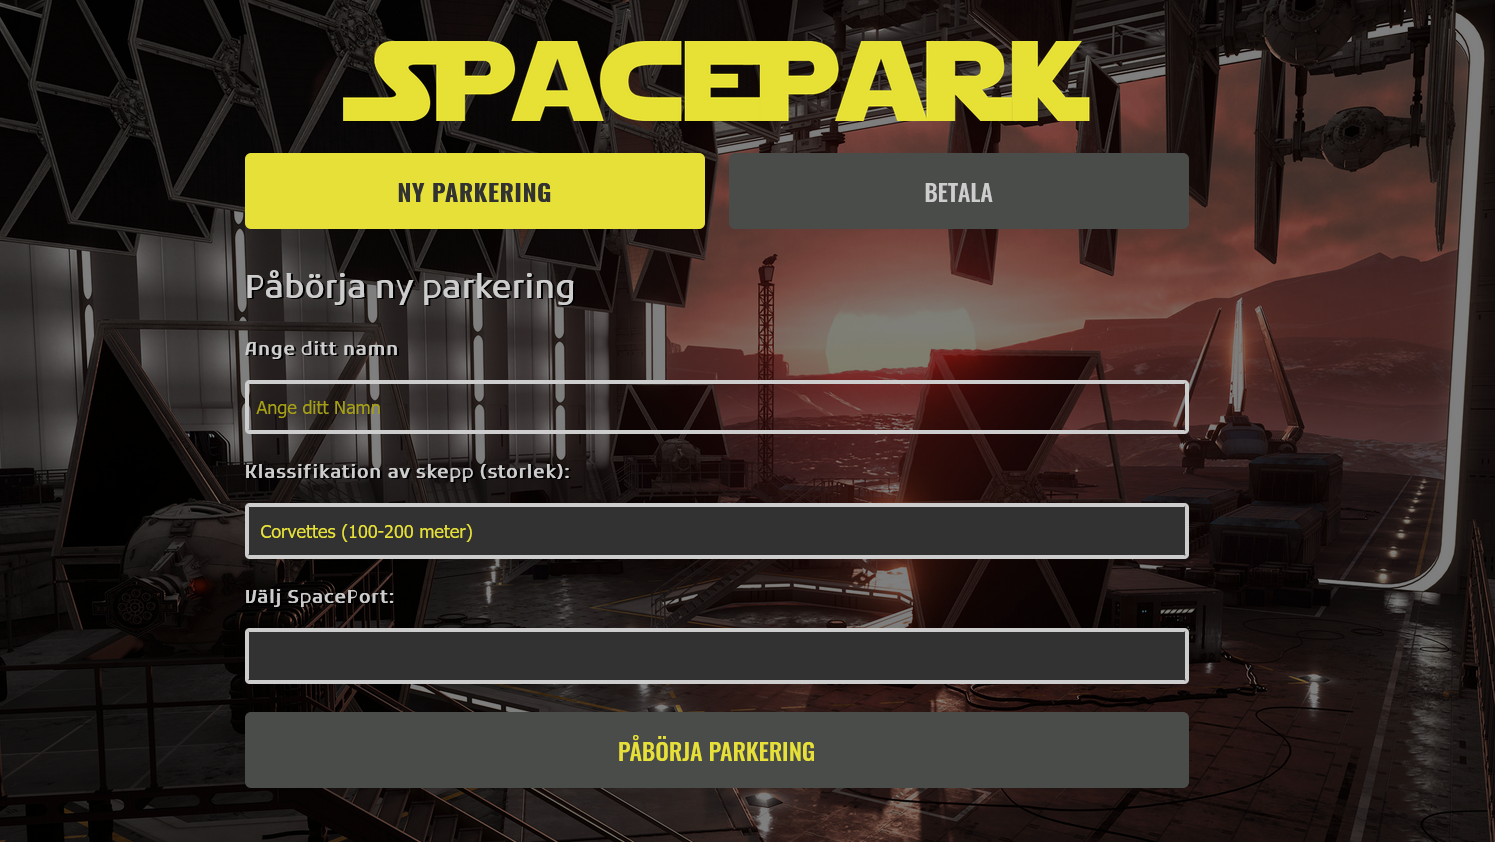 SPACEPARK
NY PARKERING
BETALA
Påbörja ny parkering
Ange ditt namn
Ange ditt Namn
Klassifikation av skepp (storlek):
Corvettes (100-200 meter)
Välj SpacePort:
PÅBÖRJA PARKERING